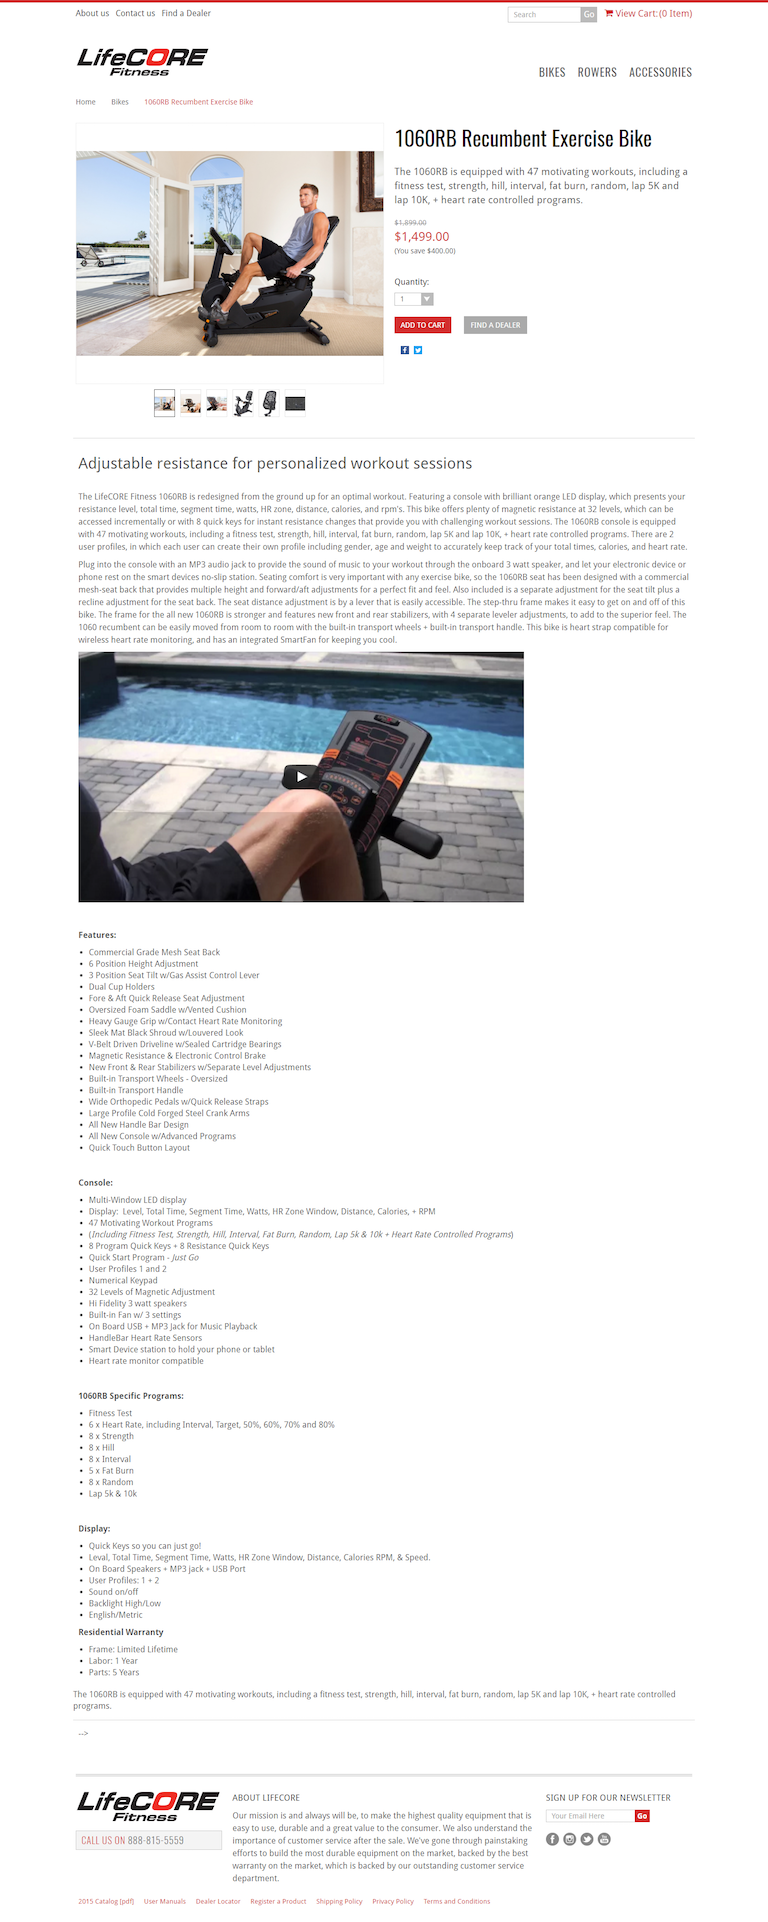 About us Contact us Find a Dealer
Search Go View Cart: (0 Item)
LifeCORE
Fitness
BIKES ROWERS ACCESSORIES
Home Bikes 1060RB Recumbent Exercise Bike
1060RB Recumbent Exercise Bike
The 1060RB is equipped with 47 motivating workouts, including a
fitness test, strength, hill, interval, fat burn, random, lap 5K and
lap 10K, + heart rate controlled programs.
$1,899.00
$1,499.00
(You save $400.00)
Quantity:
1
ADD TO CART FIND A DEALER
Adjustable resistance for personalized workout sessions
The LifeCORE Fitness 1060RB is redesigned from the ground up for an optimal workout. Featuring a console with brilliant orange LED display, which presents your
resistance level, total time, segment time, watts, HR zone, distance, calories, and rpm's. This bike offers plenty of magnetic resistance at 32 levels, which can be
accessed incrementally or with 8 quick keys for instant resistance changes that provide you with challenging workout sessions. The 1060RB console is equipped
with 47 motivating workouts, including a fitness test, strength, hill, interval, fat burn, random, lap 5K and lap 10K, + heart rate controlled programs. There are 2
user profiles, in which each user can create their own profile including gender, age and weight to accurately keep track of your total times, calories, and heart rate.
Plug into the console with an MP3 audio jack to provide the sound of music to your workout through the onboard 3 watt speaker, and let your electronic device or
phone rest on the smart devices no-slip station. Seating comfort is very important with any exercise bike, so the 1060RB seat has been designed with a commercial
mesh-seat back that provides multiple height and forward/aft adjustments for a perfect fit and feel. Also included is a separate adjustment for the seat tilt plus a
recline adjustment for the seat back. The seat distance adjustment is by a lever that is easily accessible. The step-thru frame makes it easy to get on and off of this
bike. The frame for the all new 1060RB is stronger and features new front and rear stabilizers, with 4 separate leveler adjustments, to add to the superior feel. The
1060 recumbent can be easily moved from room to room with the built-in transport wheels + built-in transport handle. This bike is heart strap compatible for
wireless heart rate monitoring, and has an integrated SmartFan for keeping you cool.
Features:
• Commercial Grade Mesh Seat Back
• 6 Position Height Adjustment
• 3 Position Seat Tilt w/Gas Assist Control Lever
• Dual Cup Holders
• Fore & Aft Quick Release Seat Adjustment
• Oversized Foam Saddle w/Vented Cushion
• Heavy Gauge Grip w/Contact Heart Rate Monitoring
• Sleek Mat Black Shroud w/Louvered Look
• V-Belt Driven Driveline w/Sealed Cartridge Bearings
• Magnetic Resistance & Electronic Control Brake
• New Front & Rear Stabilizers w/Separate Level Adjustments
• Built-in Transport Wheels - Oversized
• Built-in Transport Handle
• Wide Orthopedic Pedals w/Quick Release Straps
• Large Profile Cold Forged Steel Crank Arms
• All New Handle Bar Design
• All New Console w/Advanced Programs
• Quick Touch Button Layout
Console:
• Multi-Window LED display
• Display: Level, Total Time, Segment Time, Watts, HR Zone Window, Distance, Calories, + RPM
• 47 Motivating Workout Programs
• (Including Fitness Test, Strength, Hill, Interval, Fat Burn, Random, Lap 5k & 10k + Heart Rate Controlled Programs)
• 8 Program Quick Keys + 8 Resistance Quick Keys
• Quick Start Program - Just Go
• User Profiles 1 and 2
• Numerical Keypad
• 32 Levels of Magnetic Adjustment
• Hi Fidelity 3 watt speakers
• Built-in Fan w/ 3 settings
• On Board USB + MP3 Jack for Music Playback
• HandleBar Heart Rate Sensors
• Smart Device station to hold your phone or tablet
• Heart rate monitor compatible
1060RB Specific Programs:
• Fitness Test
• 6 x Heart Rate, including Interval, Target, 50%, 60%, 70% and 80%
• 8 x Strength
• 8 x Hill
• 8 x Interval
• 5 x Fat Burn
• 8 x Random
• Lap 5k & 10k
Display:
• Quick Keys so you can just go!
• Leval, Total Time, Segment Time, Watts, HR Zone Window, Distance, Calories RPM, & Speed.
• On Board Speakers + MP3 jack + USB Port
• User Profiles: 1 + 2
• Sound on/off
• Backlight High/Low
• English/Metric
Residential Warranty
• Frame: Limited Lifetime
• Labor: 1 Year
• Parts: 5 Years
The 1060RB is equipped with 47 motivating workouts, including a fitness test, strength, hill, interval, fat burn, random, lap 5K and lap 10K, + heart rate controlled
programs.
-->
LifeCORE
Fitness
CALL US ON 888-815-5559
ABOUT LIFECORE
Our mission is and always will be, to make the highest quality equipment that is
easy to use, durable and a great value to the consumer. We also understand the
importance of customer service after the sale. We've gone through painstaking
efforts to build the most durable equipment on the market, backed by the best
warranty on the market, which is backed by our outstanding customer service
department.
SIGN UP FOR OUR NEWSLETTER
Your Email Here Go
2015 Catalog [pdf] User Manuals Dealer Locator Register a Product Shipping Policy Privacy Policy Terms and Conditions